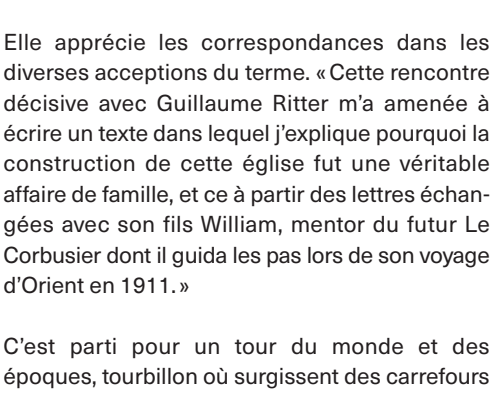 Elle apprécie les correspondances dans les
diverses acceptions du terme. « Cette rencontre
décisive avec Guillaume Ritter m’a amenée à
écrire un texte dans lequel j’explique pourquoi la
construction de cette église fut une véritable
affaire de famille, et ce à partir des lettres échan-
gées avec son fils William, mentor du futur Le
Corbusier dont il guida les pas lors de son voyage
d’Orient en 1911. »

C’est parti pour un tour du monde et des
époques, tourbillon où surgissent des carrefours